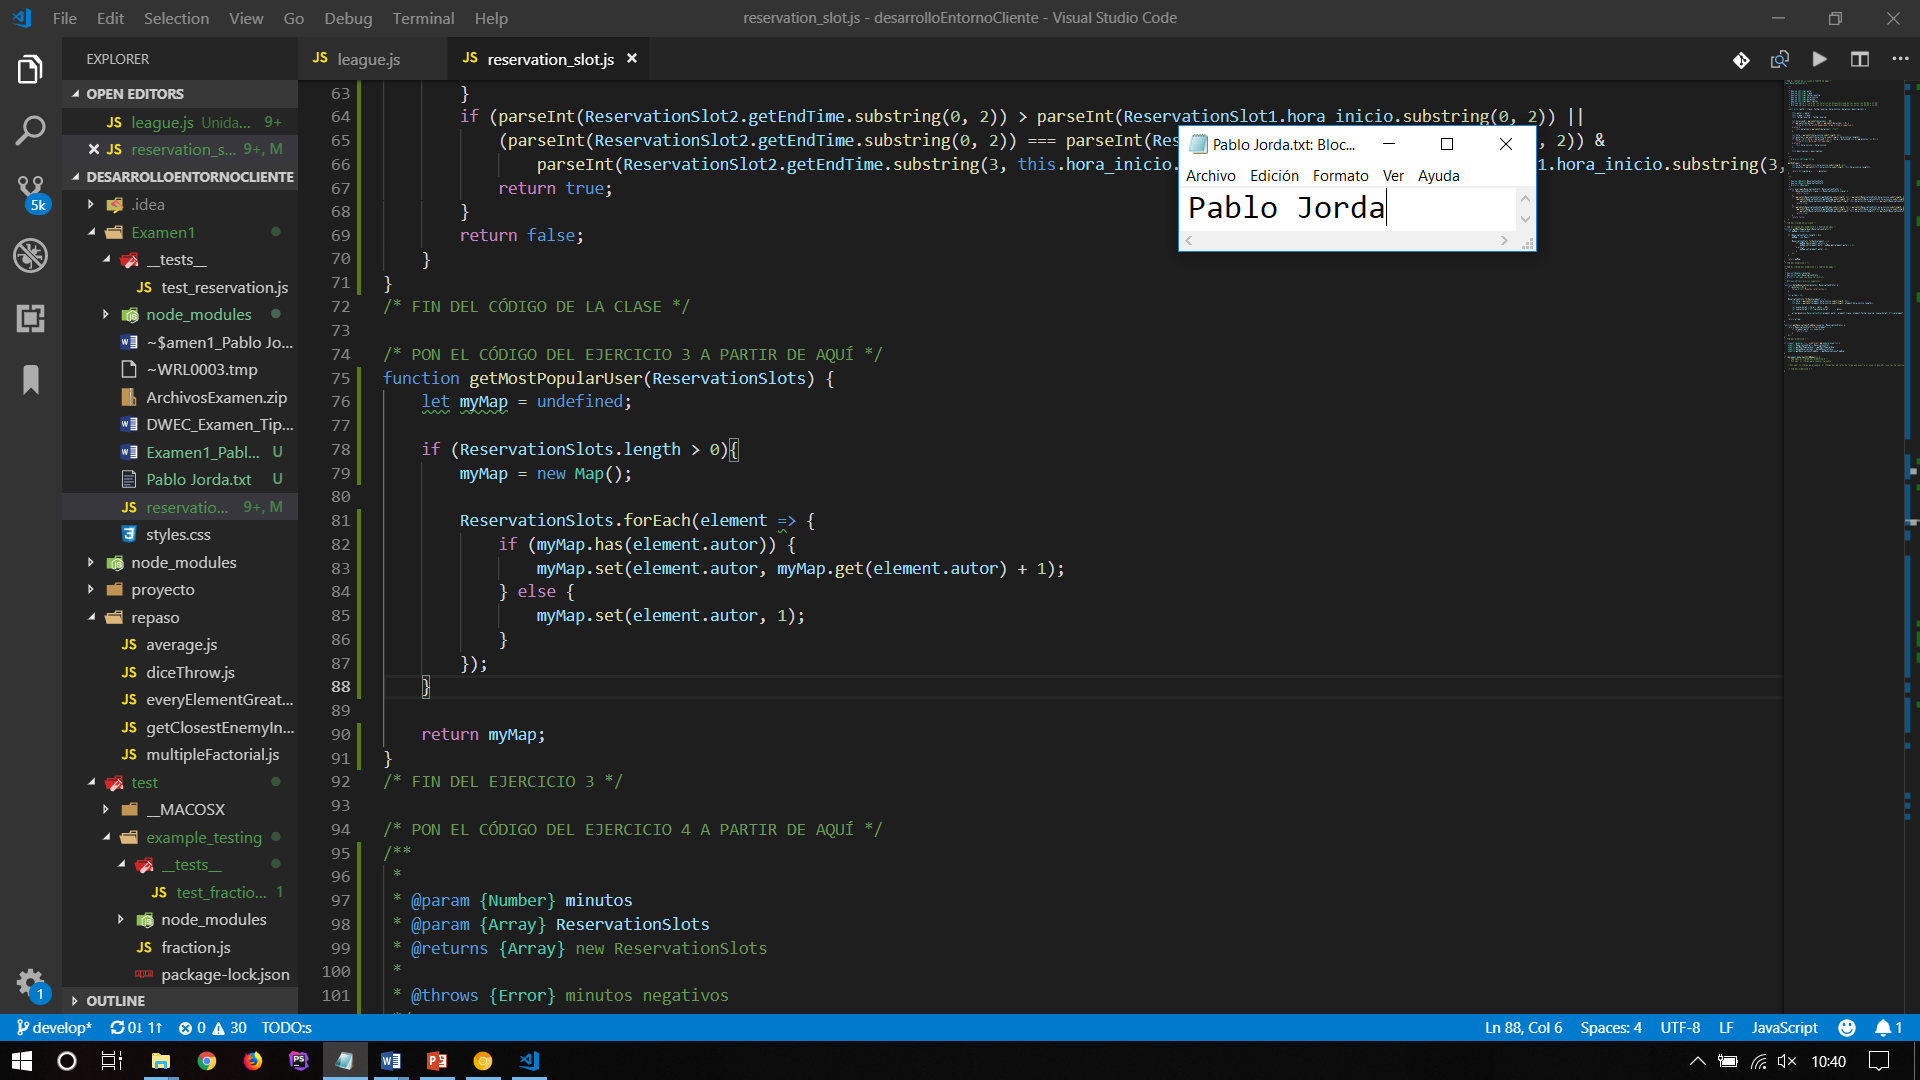 File Edit Selection View Go Debug Terminal Help
reservation_slot.js - desarrolloEntornoCliente - Visual Studio Code
EXPLORER
OPEN EDITORS
JS league.js Unida... 9+
JS reservation_s... 9+, M
DESARROLLOENTORNOCLIENTE
.idea
Examen1
__tests__
JS test_reservation.js
node_modules
~$amen1_Pablo Jo...
~WRL0003.tmp
ArchivosExamen.zip
DWEC_Examen_Tip...
Examen1_Pabl... U
Pablo Jorda.txt U
JS reservatio... 9+, M
styles.css
node_modules
proyecto
repaso
JS average.js
JS diceThrow.js
JS everyElementGreat...
JS getClosestEnemyIn...
JS multipleFactorial.js
test
__MACOSX
example_testing
__tests__
JS test_fractio... 1
node_modules
JS fraction.js
package-lock.json
OUTLINE
5k
1
JS league.js
JS reservation_slot.js
63 }
64 if (parseInt(ReservationSlot2.getEndTime.substring(0, 2)) > parseInt(ReservationSlot1.hora_inicio.substring(0, 2)) ||
65 (parseInt(ReservationSlot2.getEndTime.substring(0, 2)) === parseInt(Res , 2)) &
66 parseInt(ReservationSlot2.getEndTime.substring(3, this.hora_inicio. 1.hora_inicio.substring(3,
67 return true;
68 }
69 return false;
70 }
71 }
72 /* FIN DEL CÓDIGO DE LA CLASE */
73
74 /* PON EL CÓDIGO DEL EJERCICIO 3 A PARTIR DE AQUÍ */
75 function getMostPopularUser(ReservationSlots) {
76 let myMap = undefined;
77
78 if (ReservationSlots.length > 0){
79 myMap = new Map();
80
81 ReservationSlots.forEach(element => {
82 if (myMap.has(element.autor)) {
83 myMap.set(element.autor, myMap.get(element.autor) + 1);
84 } else {
85 myMap.set(element.autor, 1);
86 }
87 });
88 }
89
90 return myMap;
91 }
92 /* FIN DEL EJERCICIO 3 */
93
94 /* PON EL CÓDIGO DEL EJERCICIO 4 A PARTIR DE AQUÍ */
95 /**
96 *
97 * @param {Number} minutos
98 * @param {Array} ReservationSlots
99 * @returns {Array} new ReservationSlots
100 *
101 * @throws {Error} minutos negativos
Pablo Jorda.txt: Bloc...
Archivo Edición Formato Ver Ayuda
Pablo Jorda
develop* 0↓ 1↑ 0 30 TODO:s
Ln 88, Col 6 Spaces: 4 UTF-8 LF JavaScript 1
10:40